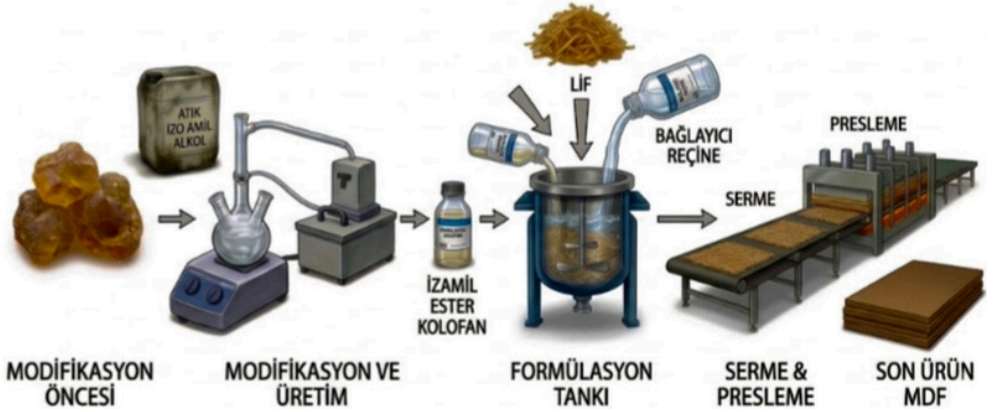 ATIK
IZO AMİL
ALKOL
LİF
BAĞLAYICI
REÇİNE
PRESLEME
SERME
İZAMİL
ESTER
KOLOFAN
MODİFİKASYON
ÖNCESİ
MODİFİKASYON VE
ÜRETİM
FORMÜLASYON
TANKI
SERME &
PRESLEME
SON ÜRÜN
MDF